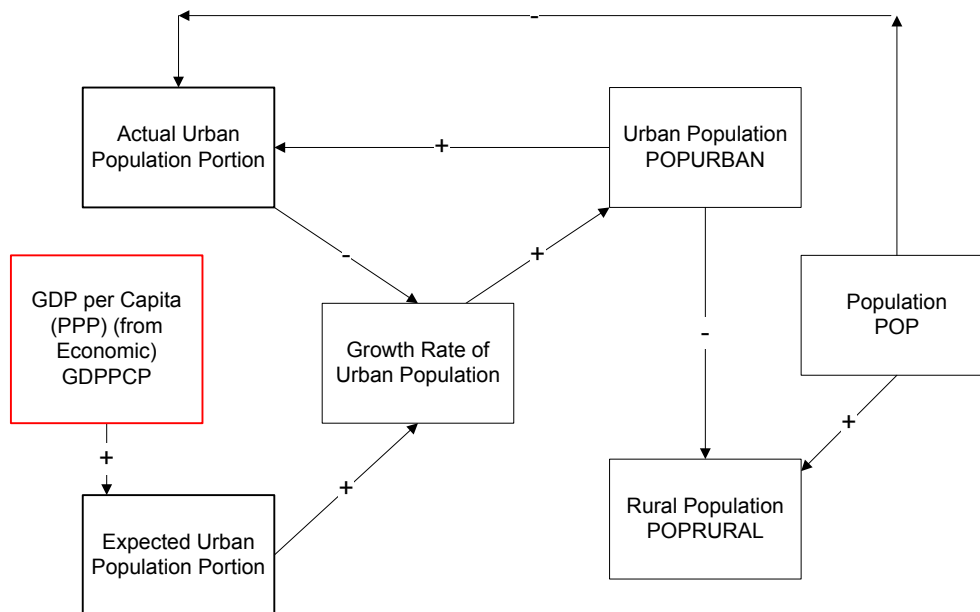 -
Actual Urban
Population Portion
+
Urban Population
POPURBAN
-
+
GDP per Capita
(PPP) (from
Economic)
GDPPCP
Growth Rate of
Urban Population
-
Population
POP
+
+
+
Expected Urban
Population Portion
Rural Population
POPRURAL